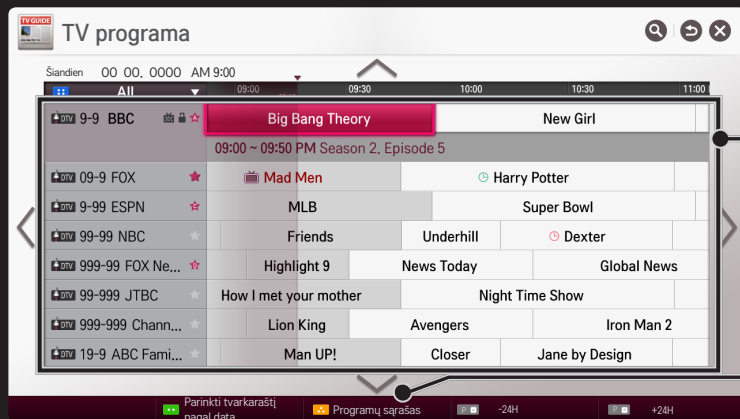 TV GUIDE
TV programa
Šiandien 00 00, 0000 AM 9:00
All 09:00 09:30 10:00 10:30 11:00
DTV 9-9 BBC Big Bang Theory New Girl
09:00 ~ 09:50 PM Season 2, Episode 5
DTV 09-9 FOX Mad Men Harry Potter
DTV 9-99 ESPN MLB Super Bowl
DTV 99-99 NBC Friends Underhill Dexter
DTV 999-99 FOX Ne... Highlight 9 News Today Global News
DTV 99-999 JTBC How I met your mother Night Time Show
DTV 999-999 Chann... Lion King Avengers Iron Man 2
DTV 19-9 ABC Fami... Man UP! Closer Jane by Design
Parinkti tvarkaraštį
pagal datą Programų sąrašas P -24H P +24H